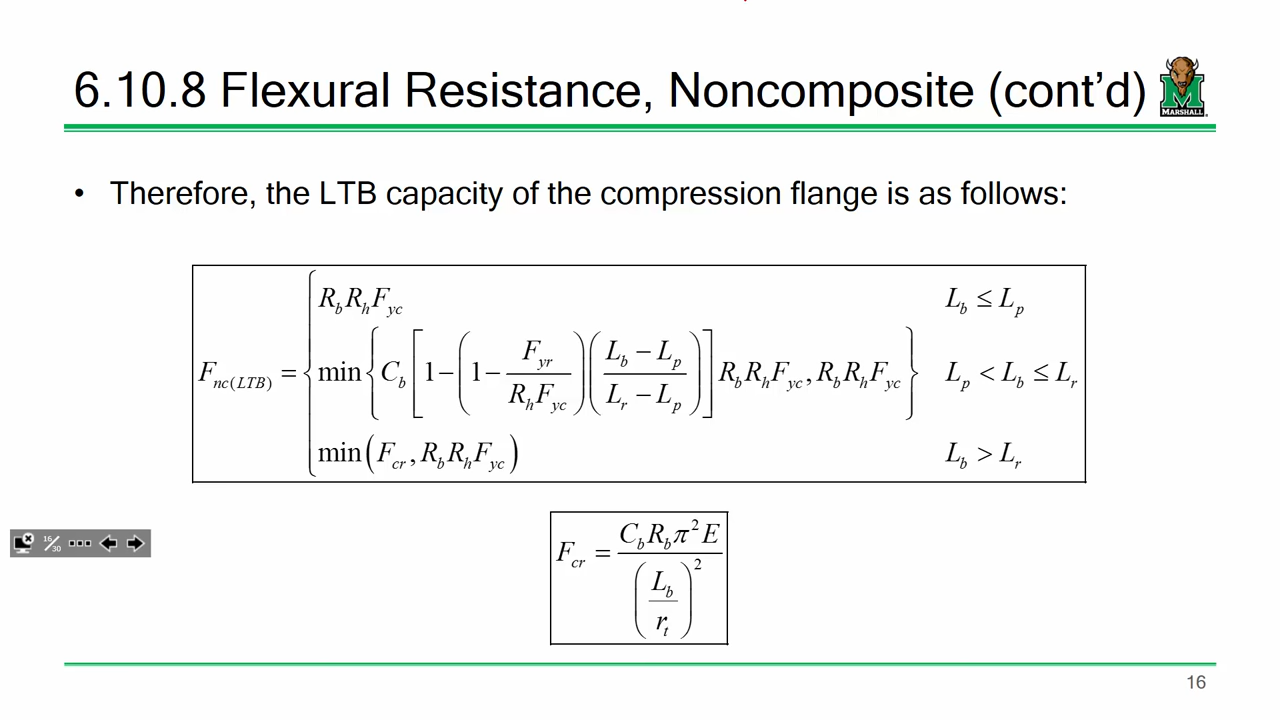 6.10.8 Flexural Resistance, Noncomposite (cont'd)
MARSHALL
• Therefore, the LTB capacity of the compression flange is as follows:
R_b R_h F_yc    L_b ≤ L_p
F_nc(LTB) = { min { C_b [ 1 − ( 1 − F_yr / (R_h F_yc) ) ( (L_b − L_p) / (L_r − L_p) ) ] R_b R_h F_yc , R_b R_h F_yc }    L_p < L_b ≤ L_r
min ( F_cr , R_b R_h F_yc )    L_b > L_r
16/30
F_cr = C_b R_b π² E / ( L_b / r_t )²
16